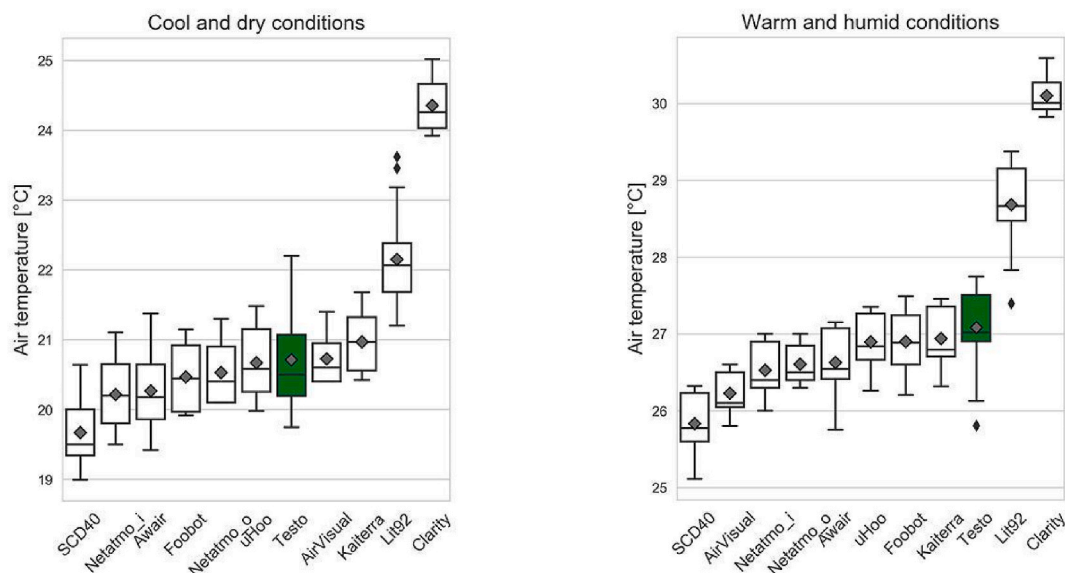 Cool and dry conditions
Air temperature [°C]
25
24
23
22
21
20
19
SCD40
Netatmo_i
Awair
Foobot
Netatmo_o
uHoo
Testo
AirVisual
Kaiterra
Lit92
Clarity
Warm and humid conditions
Air temperature [°C]
30
29
28
27
26
25
SCD40
AirVisual
Netatmo_i
Netatmo_o
Awair
uHoo
Foobot
Kaiterra
Testo
Lit92
Clarity